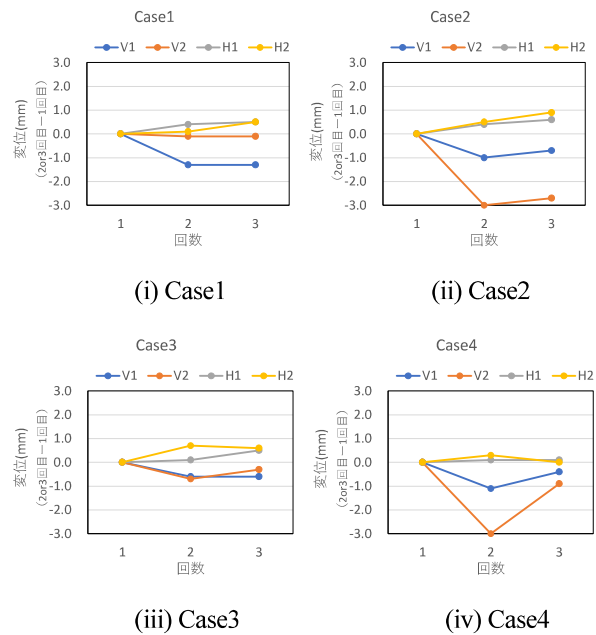 Case1
V1 V2 H1 H2
変位(mm)
（2or3回目－1回目）
3.0
2.0
1.0
0.0
-1.0
-2.0
-3.0
1 2 3
回数
(i) Case1
Case2
V1 V2 H1 H2
変位(mm)
（2or3回目－1回目）
3.0
2.0
1.0
0.0
-1.0
-2.0
-3.0
1 2 3
回数
(ii) Case2
Case3
V1 V2 H1 H2
変位(mm)
（2or3回目－1回目）
3.0
2.0
1.0
0.0
-1.0
-2.0
-3.0
1 2 3
回数
(iii) Case3
Case4
V1 V2 H1 H2
変位(mm)
（2or3回目－1回目）
3.0
2.0
1.0
0.0
-1.0
-2.0
-3.0
1 2 3
回数
(iv) Case4